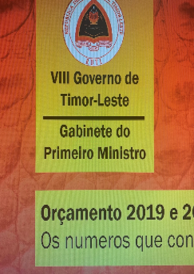 VIII Governo de
Timor-Leste
Gabinete do
Primeiro Ministro
Orçamento 2019 e
Os numeros que con